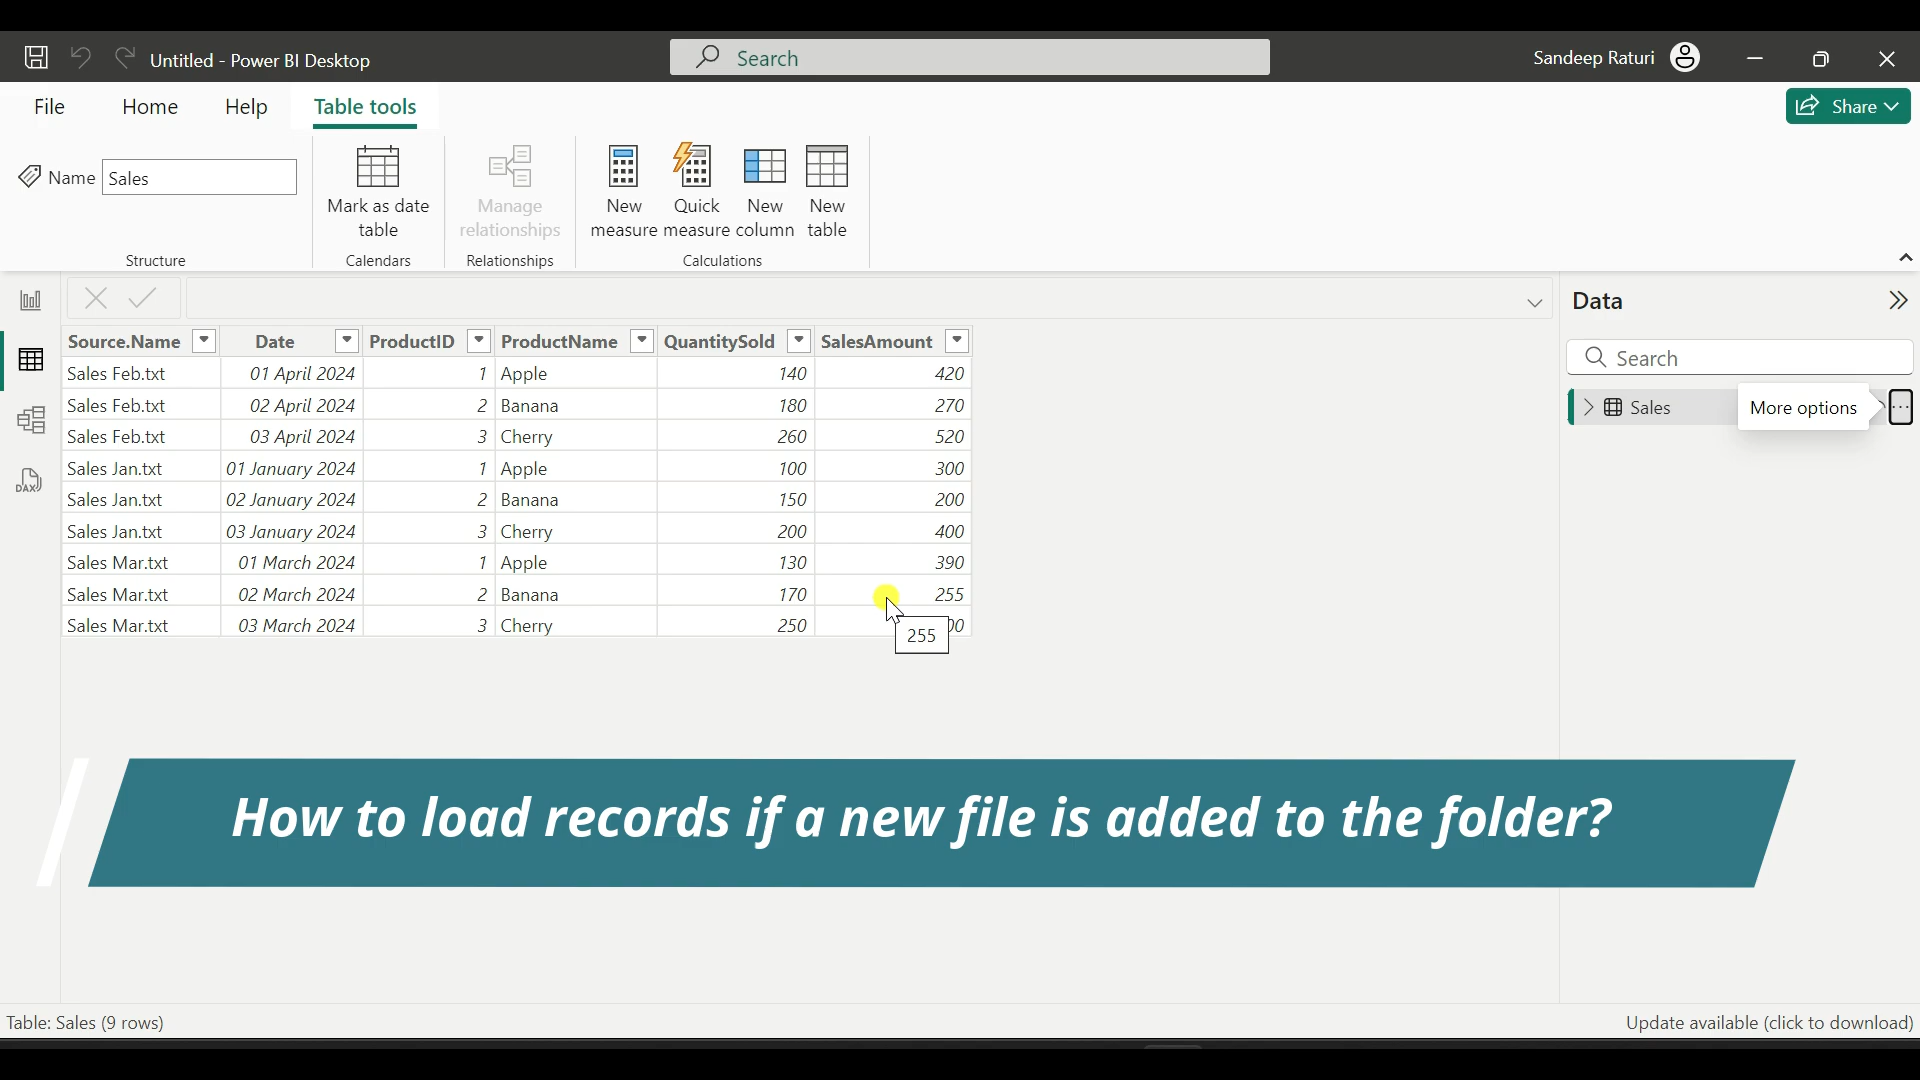 Untitled - Power BI Desktop
Search
Sandeep Raturi
File
Home
Help
Table tools
Share
Name
Sales
Mark as date
table
Manage
relationships
New
measure
Quick
measure
New
column
New
table
Structure
Calendars
Relationships
Calculations
Data
Search
Sales
More options
DAX
Source.Name Date ProductID ProductName QuantitySold SalesAmount
Sales Feb.txt 01 April 2024 1 Apple 140 420
Sales Feb.txt 02 April 2024 2 Banana 180 270
Sales Feb.txt 03 April 2024 3 Cherry 260 520
Sales Jan.txt 01 January 2024 1 Apple 100 300
Sales Jan.txt 02 January 2024 2 Banana 150 200
Sales Jan.txt 03 January 2024 3 Cherry 200 400
Sales Mar.txt 01 March 2024 1 Apple 130 390
Sales Mar.txt 02 March 2024 2 Banana 170 255
Sales Mar.txt 03 March 2024 3 Cherry 250
255
How to load records if a new file is added to the folder?
Table: Sales (9 rows)
Update available (click to download)